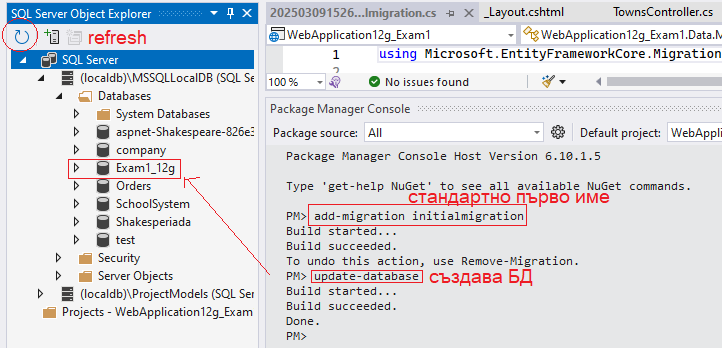 SQL Server Object Explorer
refresh
SQL Server
(localdb)\MSSQLLocalDB (SQL Se
Databases
System Databases
aspnet-Shakespeare-826e3
company
Exam1_12g
Orders
SchoolSystem
Shakesperiada
test
Security
Server Objects
(localdb)\ProjectModels (SQL S
Projects - WebApplication12g_Exam
202503091526...lmigration.cs
_Layout.cshtml
TownsController.cs
WebApplication12g_Exam1
WebApplication12g_Exam1.Data.M
1 using Microsoft.EntityFrameworkCore.Migration
100 %
No issues found
Package Manager Console
Package source: All
Default project: WebAppli
Package Manager Console Host Version 6.10.1.5
Type 'get-help NuGet' to see all available NuGet commands.
стандартно първо име
PM> add-migration initialmigration
Build started...
Build succeeded.
To undo this action, use Remove-Migration.
PM> update-database
създава БД
Build started...
Build succeeded.
Done.
PM>